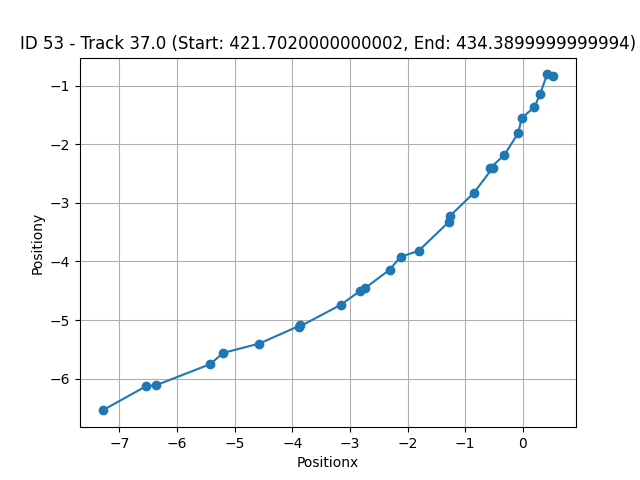 ID 53 - Track 37.0 (Start: 421.7020000000002, End: 434.3899999999994)
−1
−2
−3
−4
−5
−6
Positiony
−7 −6 −5 −4 −3 −2 −1 0
Positionx